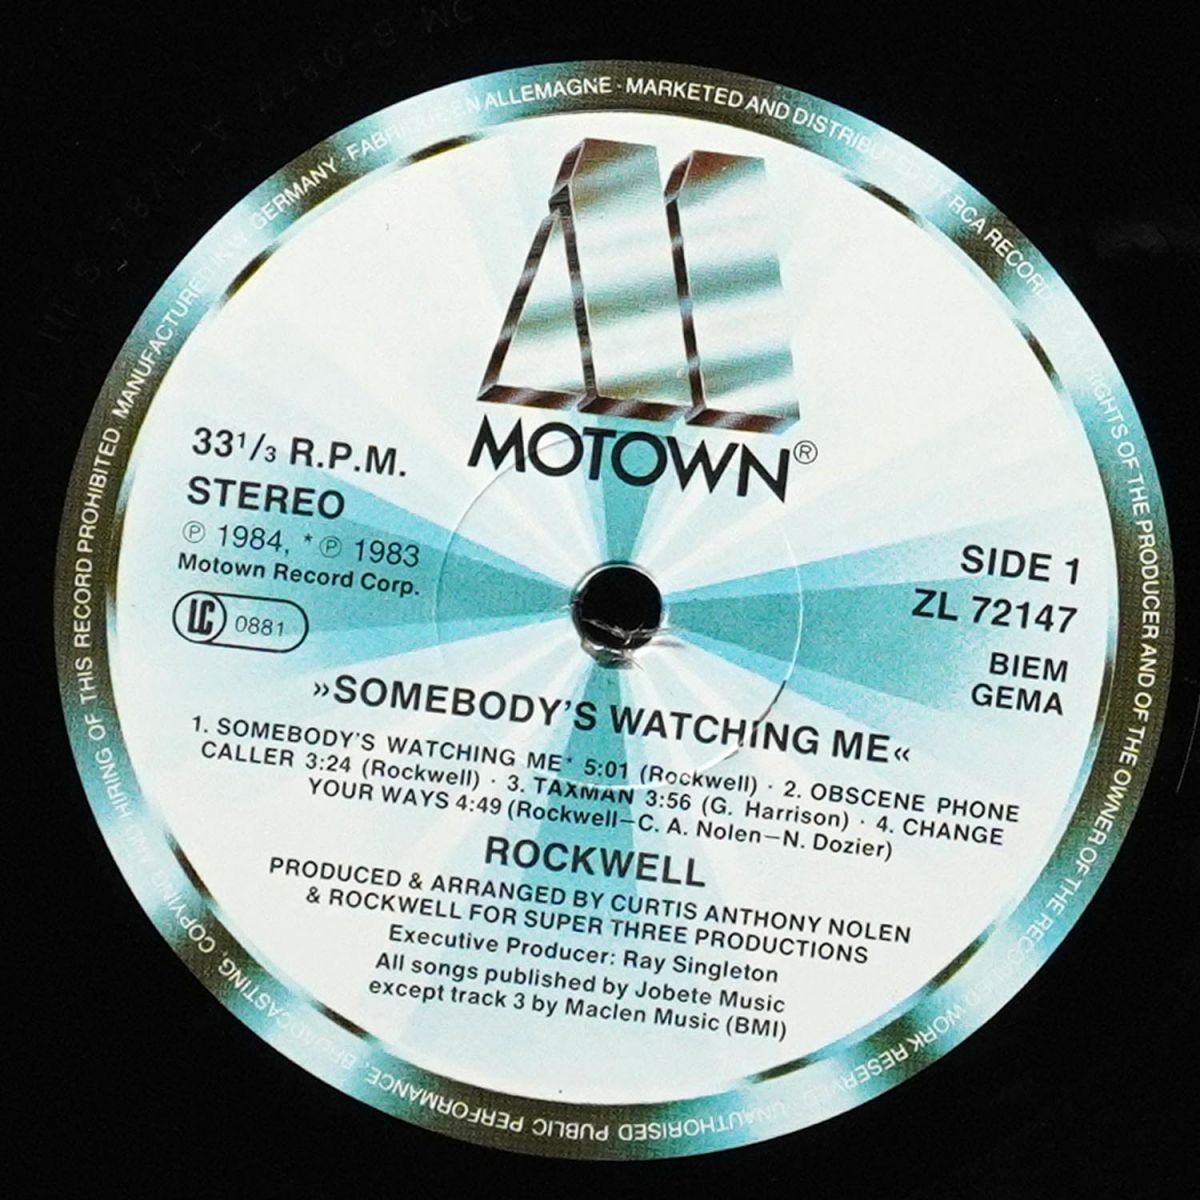 MANUFACTURED IN W. GERMANY · FABRIQUE EN ALLEMAGNE · MARKETED AND DISTRIBUTED BY RCA RECORDS · ALL RIGHTS OF THE PRODUCER AND OF THE OWNER OF THE RECORDED WORK RESERVED · UNAUTHORISED PUBLIC PERFORMANCE, BROADCASTING, COPYING AND HIRING OF THIS RECORD PROHIBITED.
MOTOWN®
33 1/3 R.P.M.
STEREO
℗ 1984, * ℗ 1983
Motown Record Corp.
LC 0881
SIDE 1
ZL 72147
BIEM
GEMA
»SOMEBODY'S WATCHING ME«
1. SOMEBODY'S WATCHING ME* 5:01 (Rockwell) · 2. OBSCENE PHONE
CALLER 3:24 (Rockwell) · 3. TAXMAN 3:56 (G. Harrison) · 4. CHANGE
YOUR WAYS 4:49 (Rockwell–C. A. Nolen–N. Dozier)
ROCKWELL
PRODUCED & ARRANGED BY CURTIS ANTHONY NOLEN
& ROCKWELL FOR SUPER THREE PRODUCTIONS
Executive Producer: Ray Singleton
All songs published by Jobete Music
except track 3 by Maclen Music (BMI)